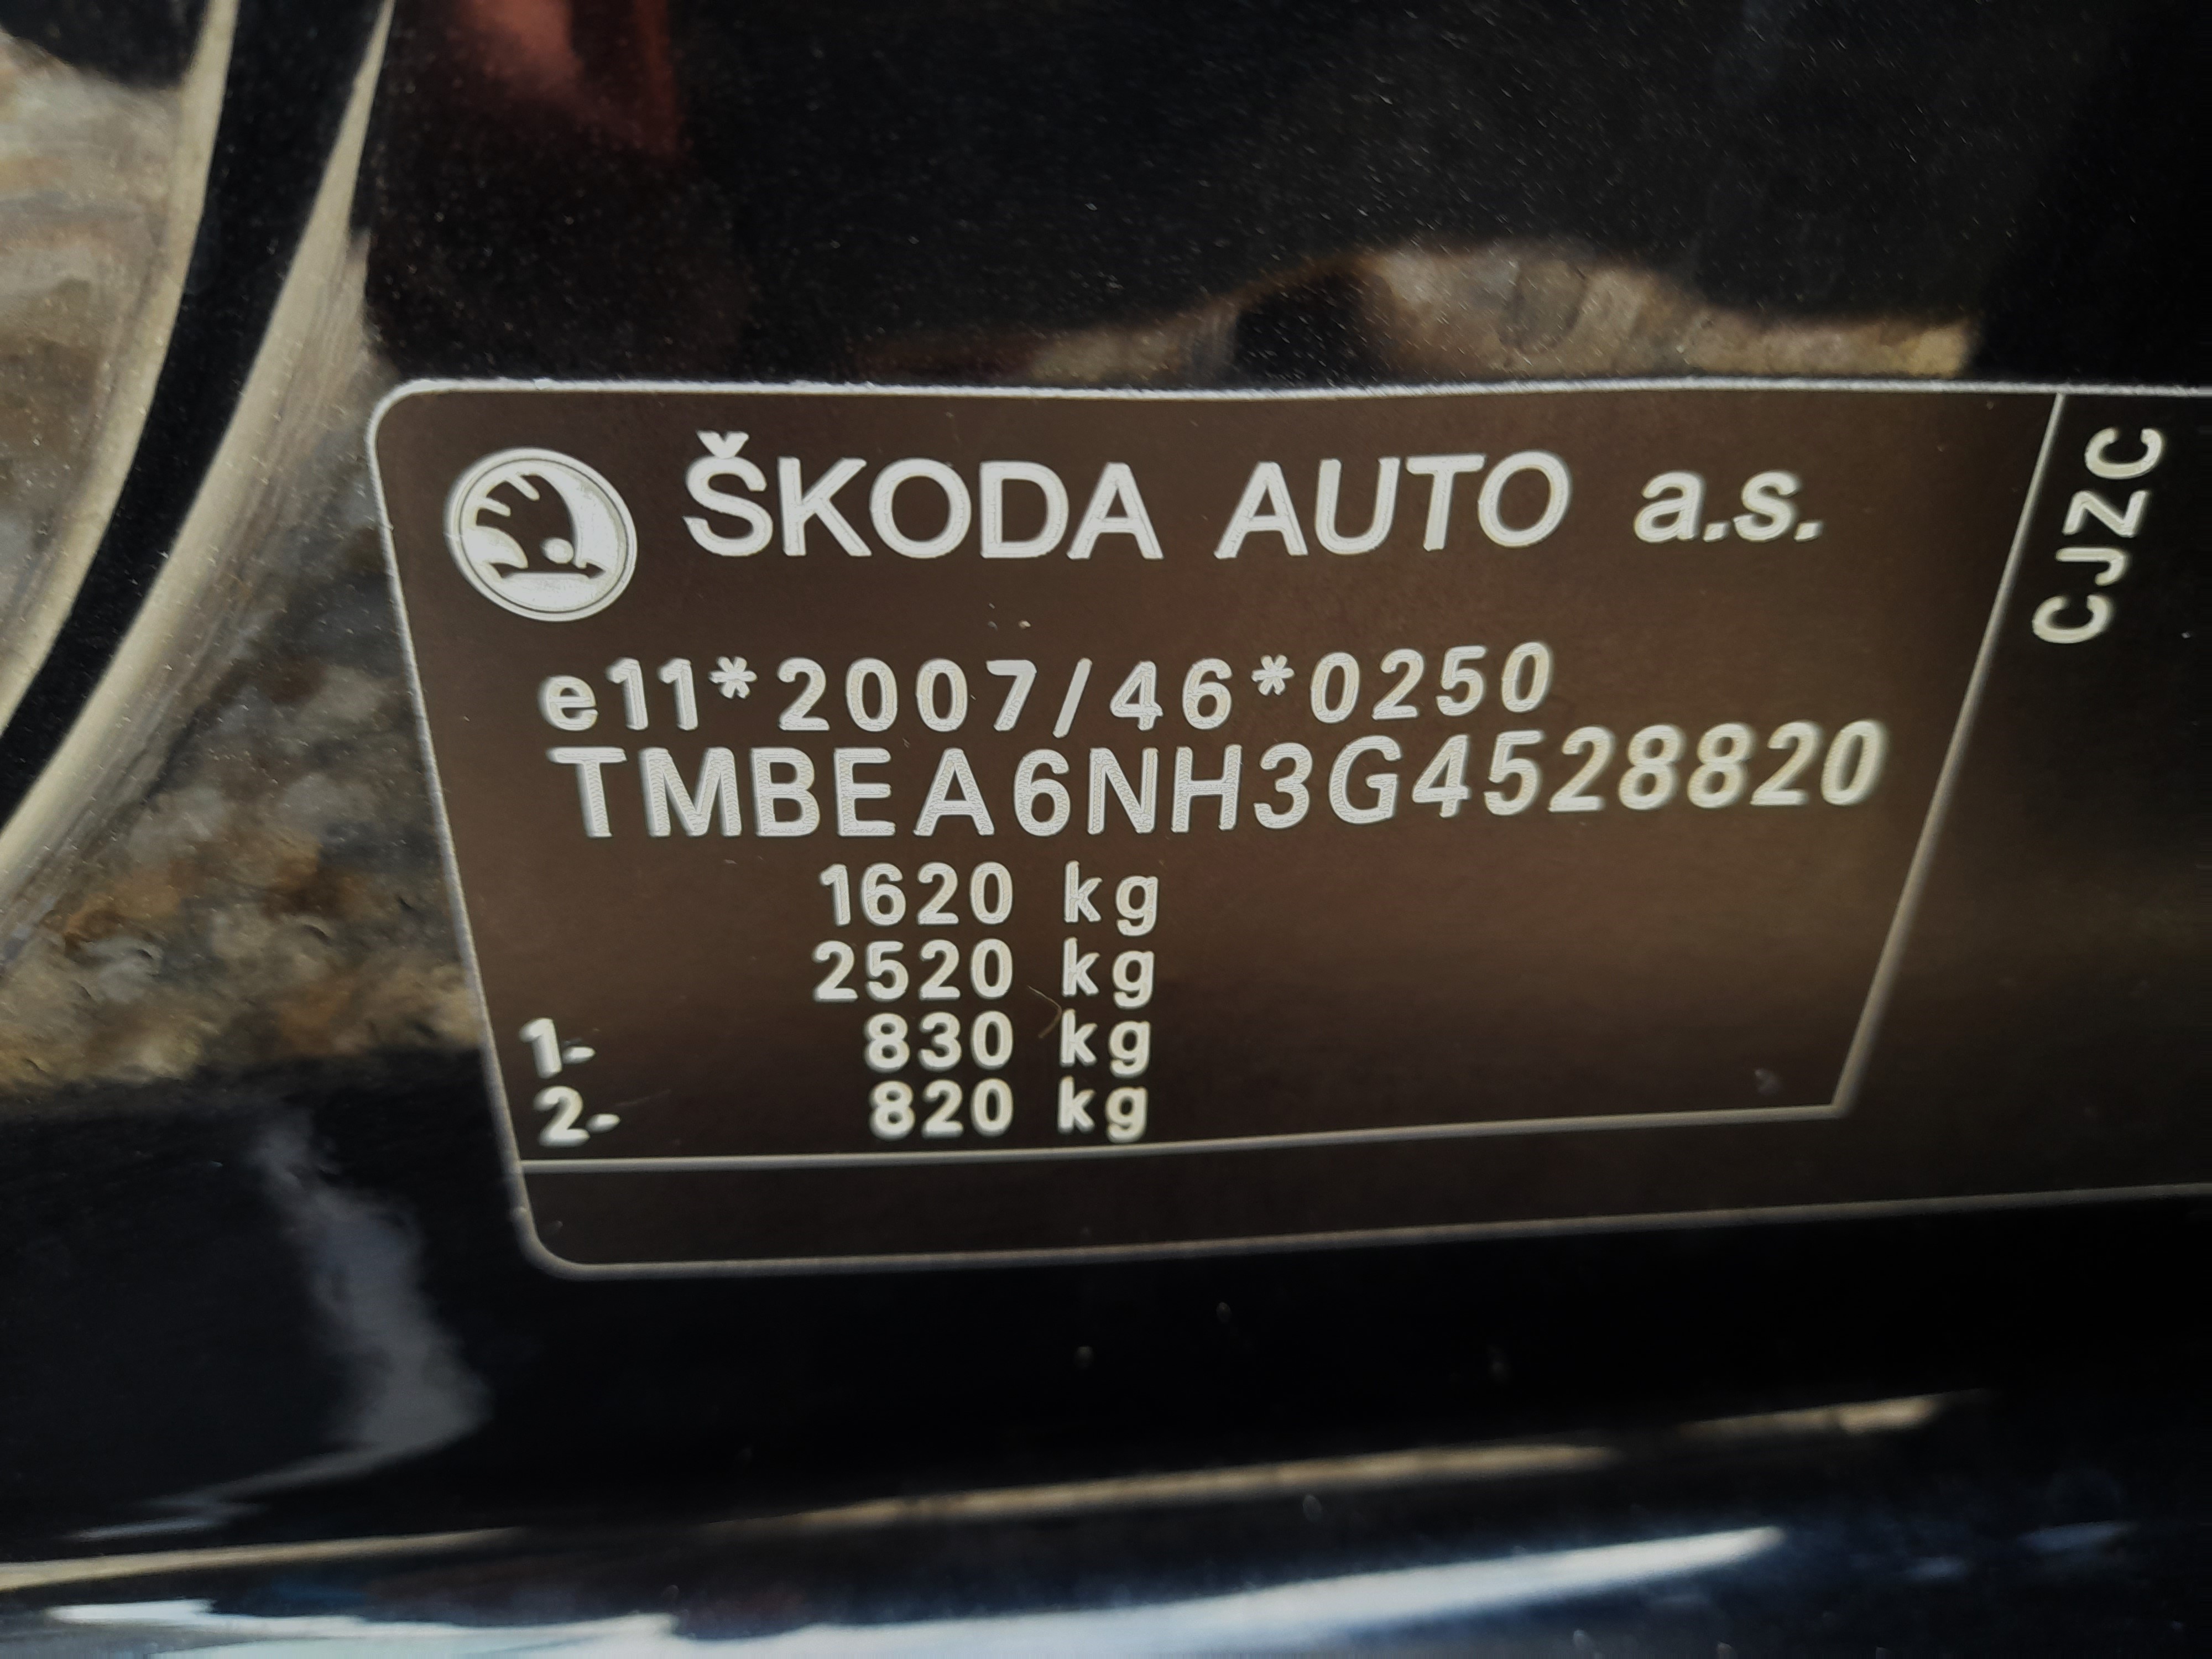 ŠKODA AUTO a.s.
e11*2007/46*0250
TMBEA6NH3G4528820
1620 kg
2520 kg
1- 830 kg
2- 820 kg
CJZC